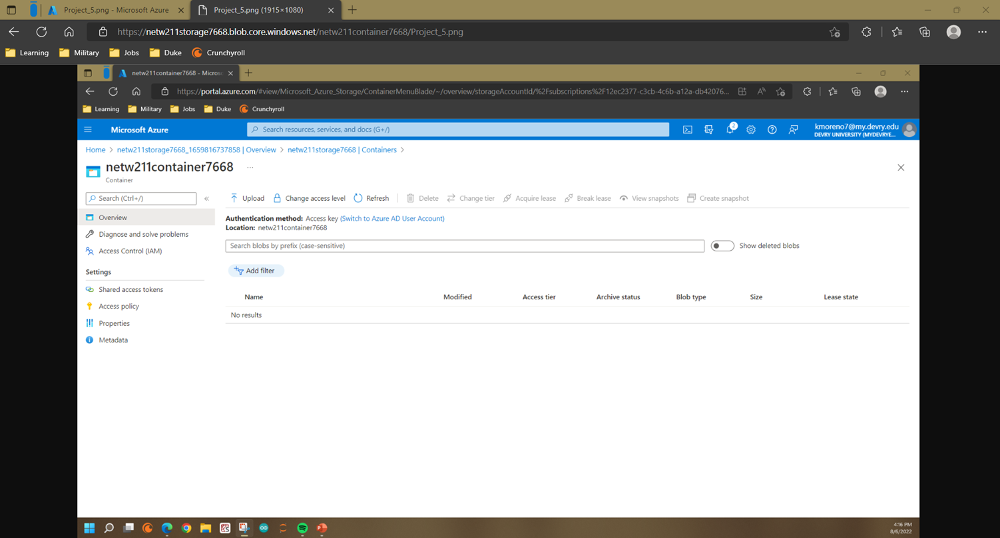 Project_5.png - Microsoft Azure
Project_5.png (1915×1080)
https://netw211storage7668.blob.core.windows.net/netw211container7668/Project_5.png
Learning Military Jobs Duke Crunchyroll
netw211container7668 - Micros
https://portal.azure.com/#view/Microsoft_Azure_Storage/ContainerMenuBlade/~/overview/storageAccountId/%2Fsubscriptions%2F12ec2377-c3cb-4c6b-a12a-db42076...
Learning Military Jobs Duke Crunchyroll
Microsoft Azure
Search resources, services, and docs (G+/)
2
kmoreno7@my.devry.edu
DEVRY UNIVERSITY (MYDEVRYE...
Home > netw211storage7668_1659816737858 | Overview > netw211storage7668 | Containers >
netw211container7668 ...
Container
Search (Ctrl+/) «
Upload Change access level Refresh Delete Change tier Acquire lease Break lease View snapshots Create snapshot
Overview
Diagnose and solve problems
Access Control (IAM)
Settings
Shared access tokens
Access policy
Properties
Metadata
Authentication method: Access key (Switch to Azure AD User Account)
Location: netw211container7668
Search blobs by prefix (case-sensitive)
Show deleted blobs
Add filter
Name Modified Access tier Archive status Blob type Size Lease state
No results
4:16 PM
8/6/2022